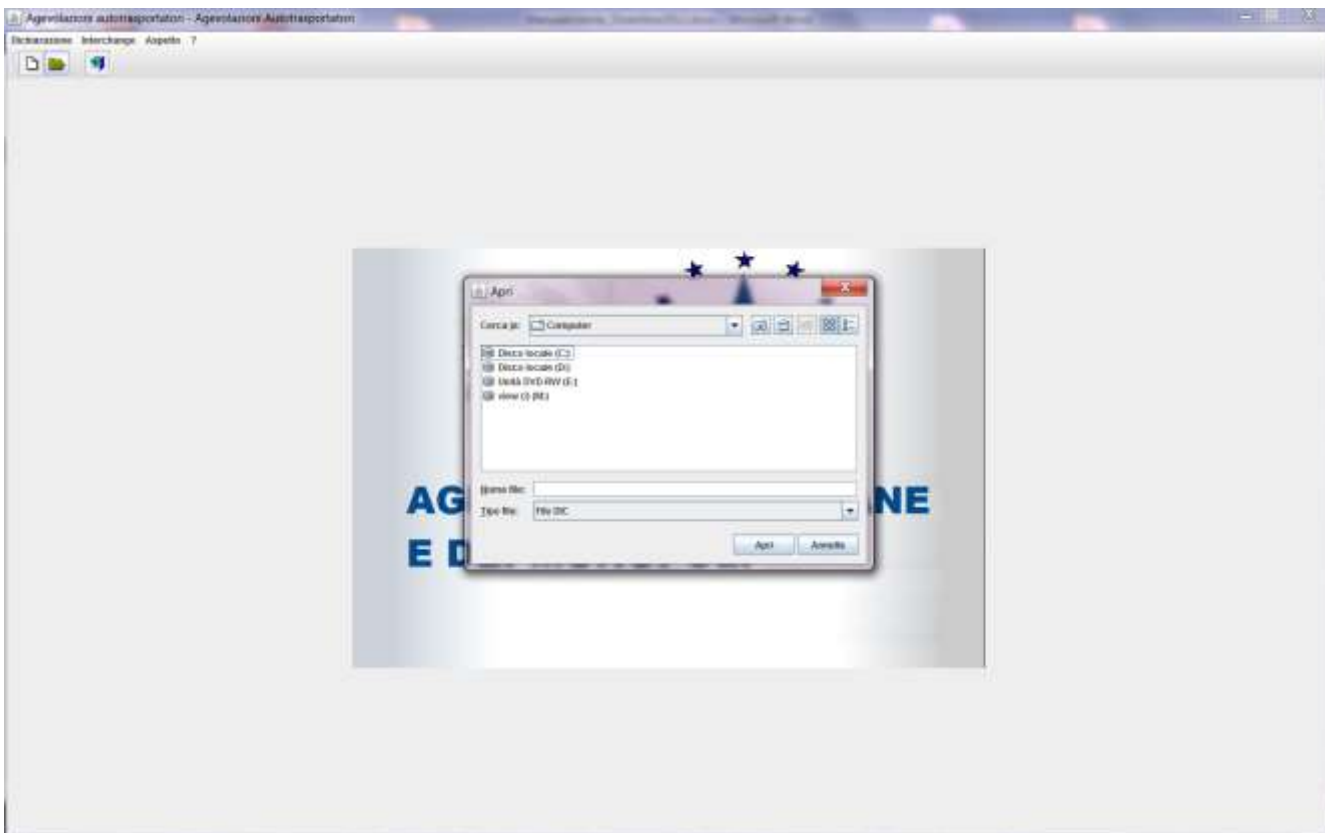 Agevolazioni autotrasportatori - Agevolazioni Autotrasportatori
Dichiarazione Interchange Aspetto ?
Apri
Cerca in: Computer
Disco locale (C:)
Disco locale (D:)
Unità DVD RW (E:)
view (I) (M:)
Nome file:
Tipo file: File DIC
Apri Annulla
AG NE
E D